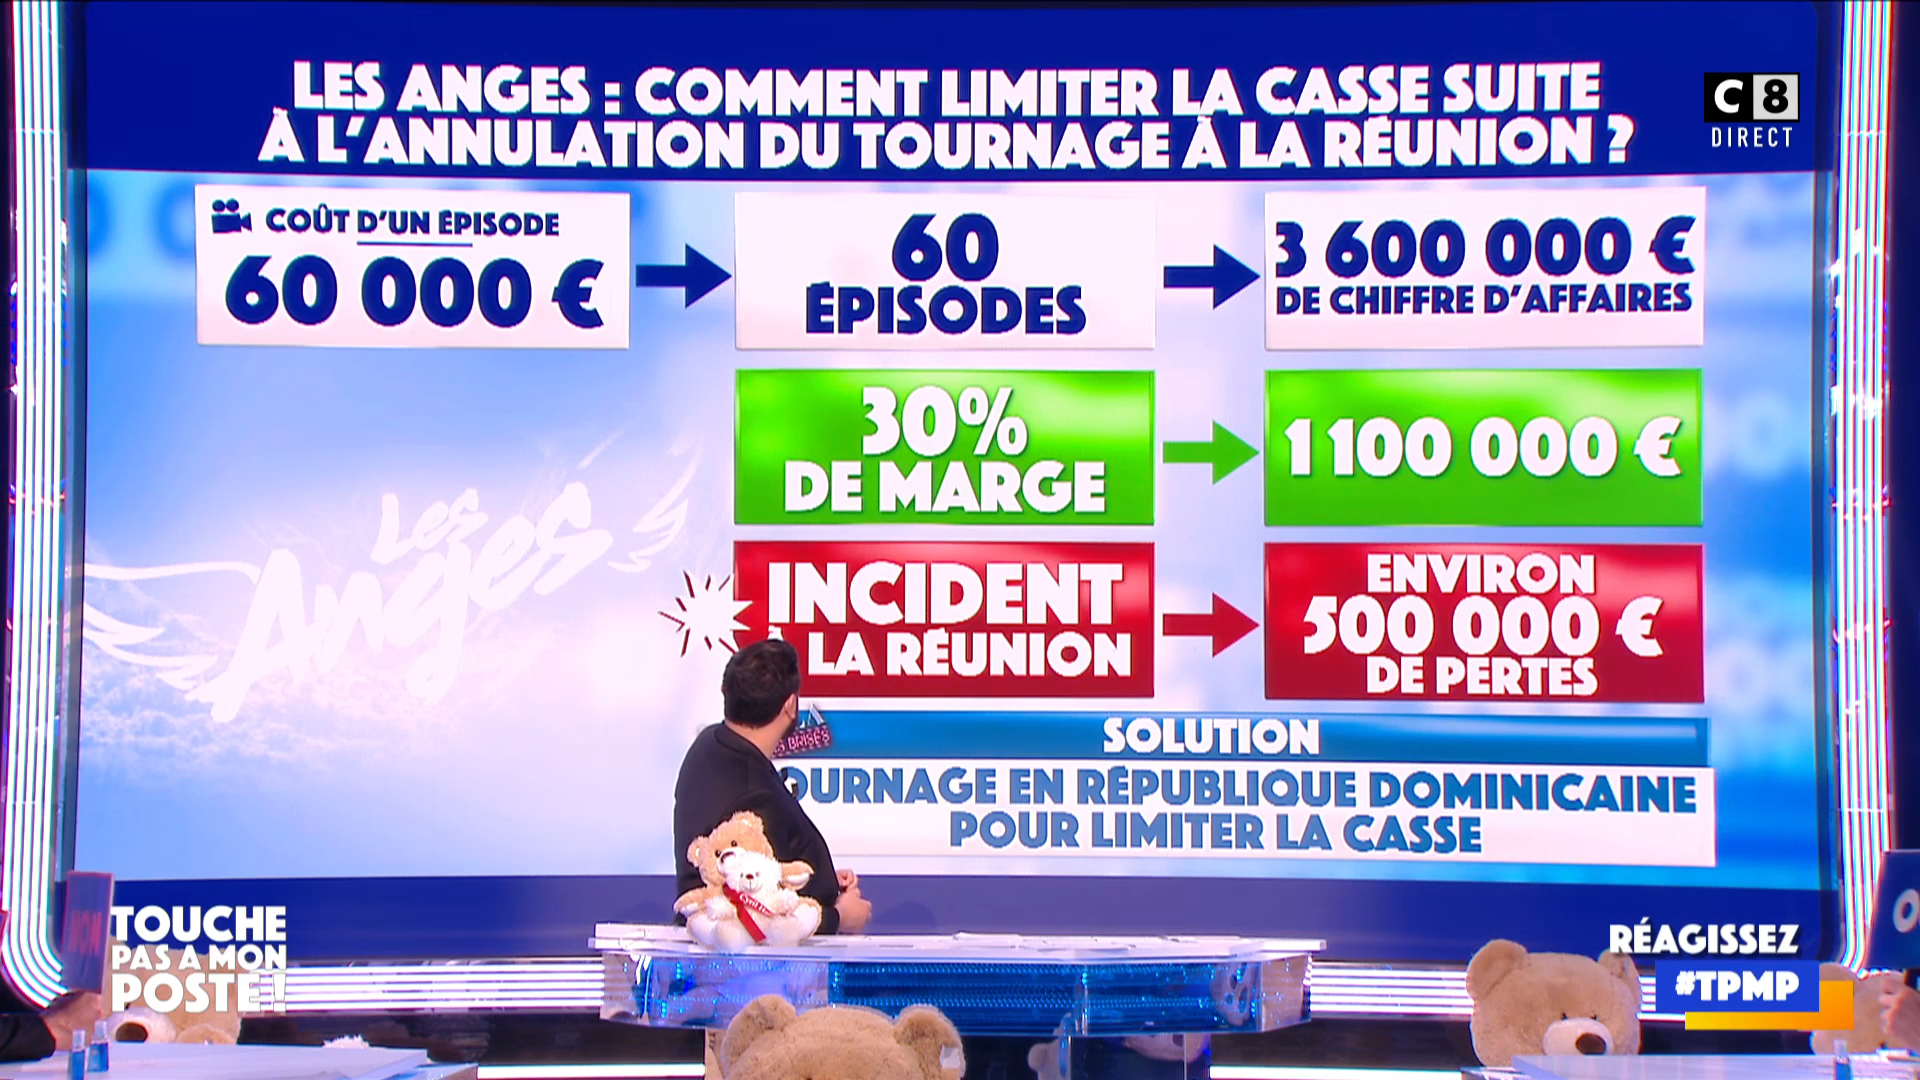 LES ANGES : COMMENT LIMITER LA CASSE SUITE
À L'ANNULATION DU TOURNAGE À LA RÉUNION ?
C8
DIRECT
COÛT D'UN ÉPISODE
60 000 €
60
ÉPISODES
3 600 000 €
DE CHIFFRE D'AFFAIRES
30%
DE MARGE
1 100 000 €
Les
Anges
INCIDENT
À LA RÉUNION
ENVIRON
500 000 €
DE PERTES
SOLUTION
OURNAGE EN RÉPUBLIQUE DOMINICAINE
POUR LIMITER LA CASSE
BRISÉS
TOUCHE
PAS A MON
POSTE !
RÉAGISSEZ
#TPMP